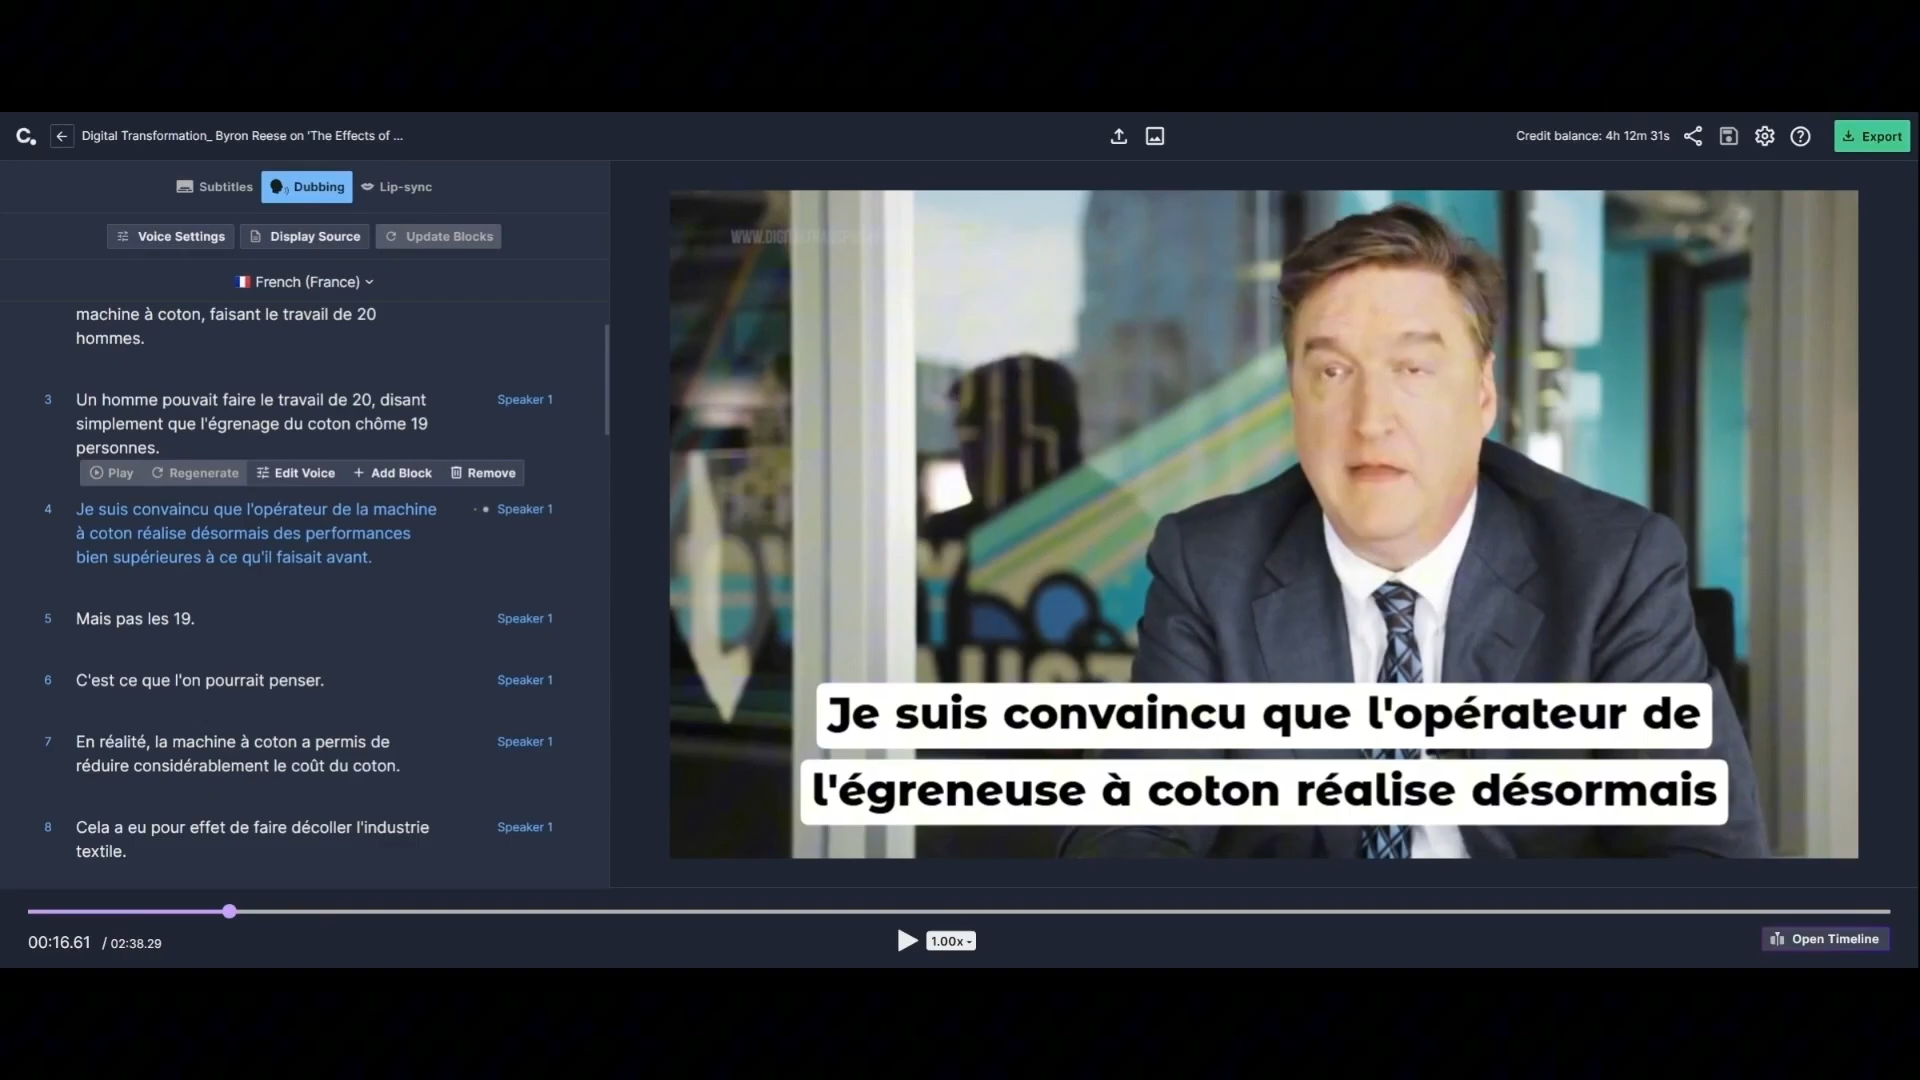 C.
Digital Transformation_ Byron Reese on 'The Effects of ...
Credit balance: 4h 12m 31s
Export
Subtitles
Dubbing
Lip-sync
Voice Settings
Display Source
Update Blocks
French (France)
machine à coton, faisant le travail de 20
hommes.
3
Un homme pouvait faire le travail de 20, disant
simplement que l'égrenage du coton chôme 19
personnes.
Speaker 1
Play
Regenerate
Edit Voice
+ Add Block
Remove
4
Je suis convaincu que l'opérateur de la machine
à coton réalise désormais des performances
bien supérieures à ce qu'il faisait avant.
Speaker 1
5
Mais pas les 19.
Speaker 1
6
C'est ce que l'on pourrait penser.
Speaker 1
7
En réalité, la machine à coton a permis de
réduire considérablement le coût du coton.
Speaker 1
8
Cela a eu pour effet de faire décoller l'industrie
textile.
Speaker 1
Je suis convaincu que l'opérateur de
l'égreneuse à coton réalise désormais
00:16.61 / 02:38.29
1.00x
Open Timeline